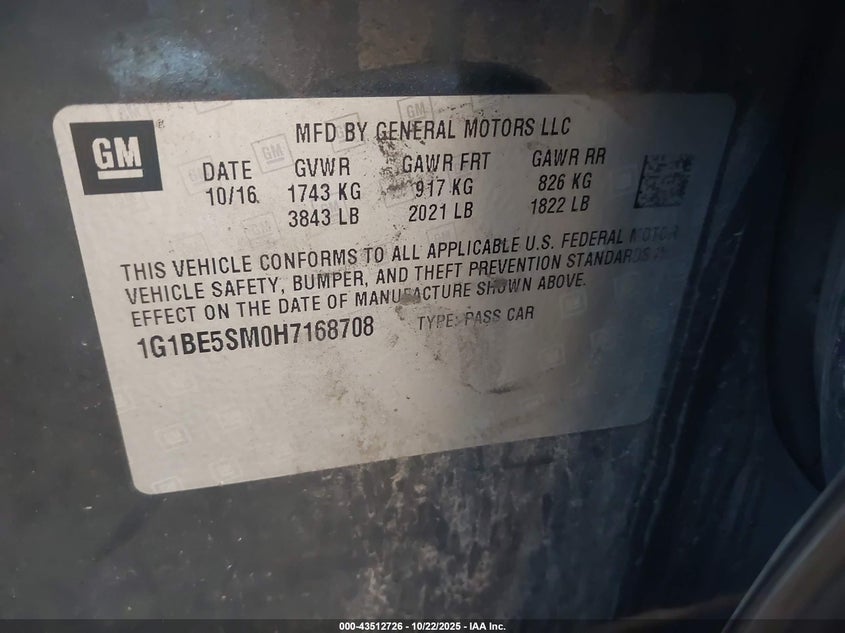 GM
MFD BY GENERAL MOTORS LLC
DATE GVWR GAWR FRT GAWR RR
10/16 1743 KG 917 KG 826 KG
3843 LB 2021 LB 1822 LB
THIS VEHICLE CONFORMS TO ALL APPLICABLE U.S. FEDERAL MOTOR
VEHICLE SAFETY, BUMPER, AND THEFT PREVENTION STANDARDS IN
EFFECT ON THE DATE OF MANUFACTURE SHOWN ABOVE.
1G1BE5SM0H7168708 TYPE: PASS CAR
000-43512726 - 10/22/2025 - IAA Inc.